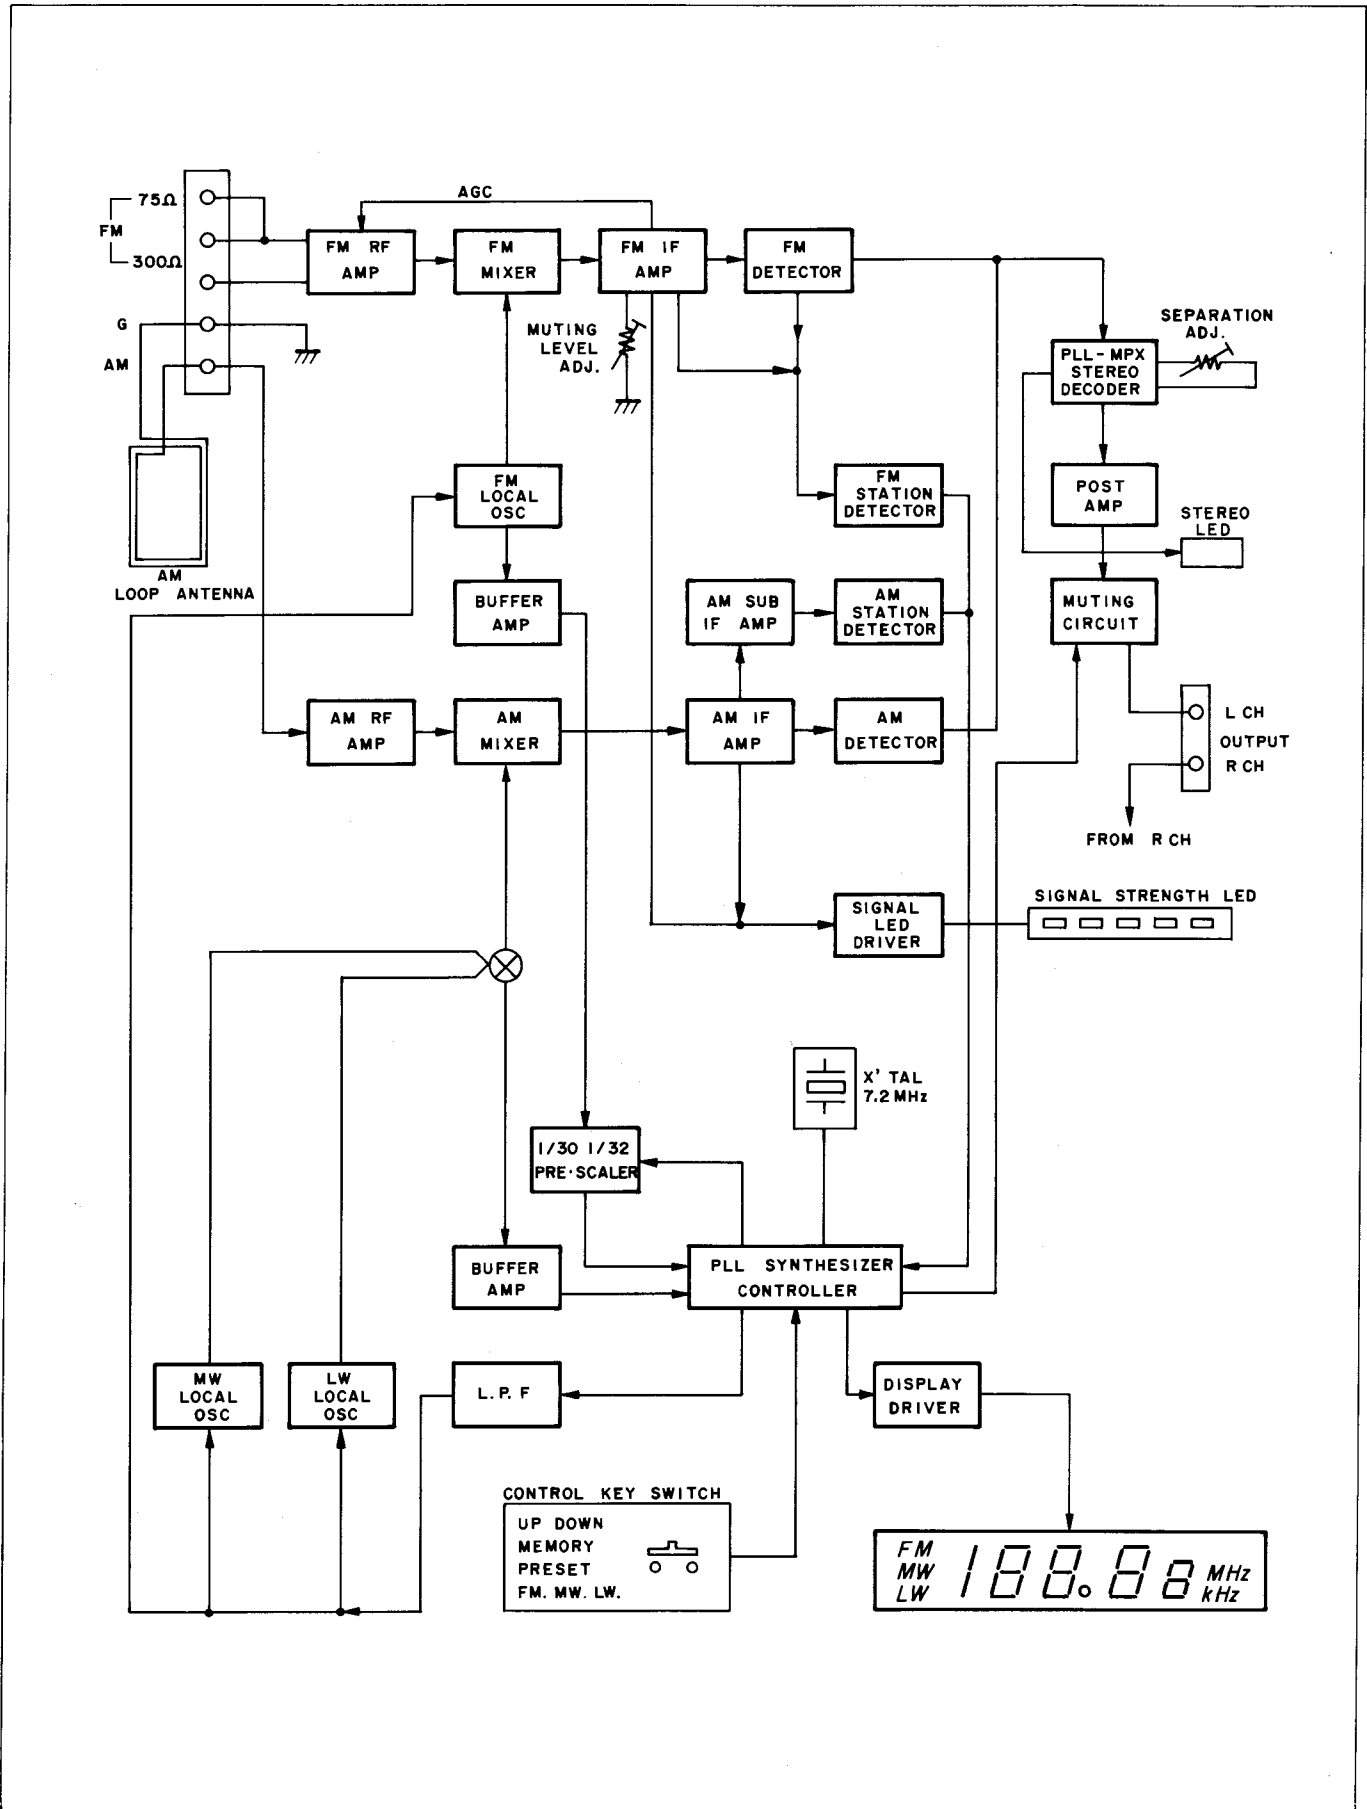 75Ω
FM
300Ω
G
AM
AM
LOOP ANTENNA
AGC
FM RF
AMP
FM
MIXER
FM IF
AMP
FM
DETECTOR
MUTING
LEVEL
ADJ.
SEPARATION
ADJ.
PLL-MPX
STEREO
DECODER
FM
LOCAL
OSC
FM
STATION
DETECTOR
POST
AMP
STEREO
LED
BUFFER
AMP
AM SUB
IF AMP
AM
STATION
DETECTOR
MUTING
CIRCUIT
AM RF
AMP
AM
MIXER
AM IF
AMP
AM
DETECTOR
L CH
OUTPUT
R CH
FROM R CH
SIGNAL
LED
DRIVER
SIGNAL STRENGTH LED
X'TAL
7.2MHz
1/30 1/32
PRE·SCALER
BUFFER
AMP
PLL SYNTHESIZER
CONTROLLER
MW
LOCAL
OSC
LW
LOCAL
OSC
L.P.F
DISPLAY
DRIVER
CONTROL KEY SWITCH
UP DOWN
MEMORY
PRESET
FM. MW. LW.
FM
MW
LW
188.88
MHz
kHz